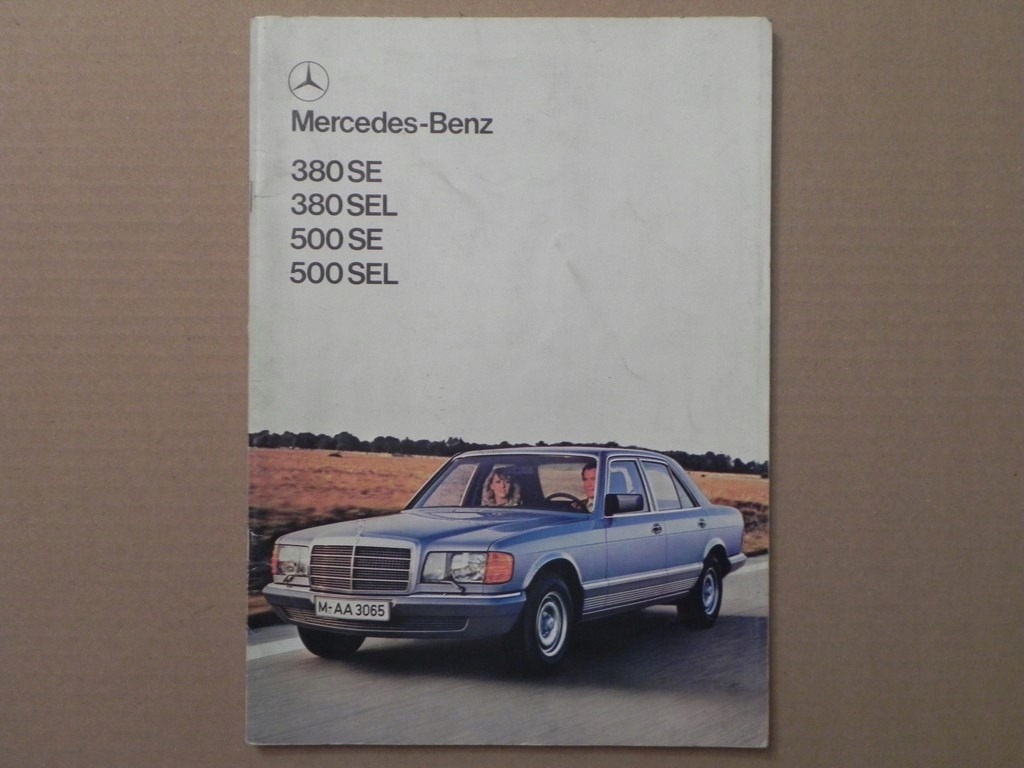 Mercedes-Benz
380 SE
380 SEL
500 SE
500 SEL
M-AA 3065